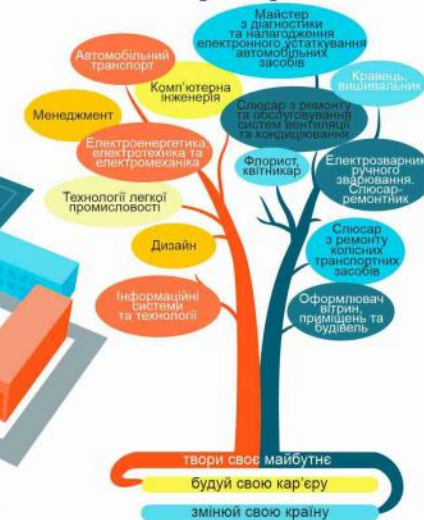 Майстер
з діагностики
та налагодження
електронного устаткування
автомобільних
засобів
Автомобільний
транспорт
Комп'ютерна
інженерія
Кравець,
вишивальник
Менеджмент
Слюсар з ремонту
та обслуговування
систем вентиляції
та кондиціювання
Електроенергетика,
електротехніка та
електромеханіка
Флорист,
квітникар
Електрозварник
ручного
зварювання.
Слюсар-
ремонтник
Технології легкої
промисловості
Дизайн
Слюсар
з ремонту
колісних
транспортних
засобів
Інформаційні
системи
та технології
Оформлювач
вітрин,
приміщень та
будівель
твори своє майбутнє
будуй свою кар'єру
змінюй свою країну